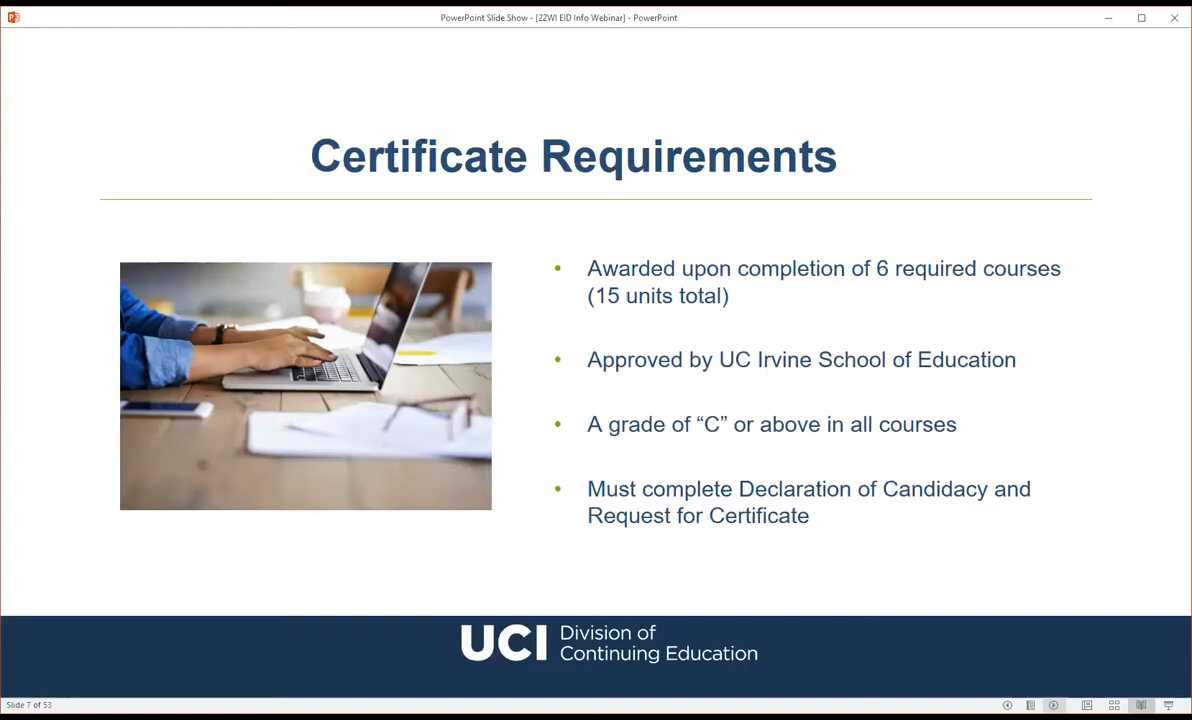 PowerPoint Slide Show - [22WI EID Info Webinar] - PowerPoint
Certificate Requirements
• Awarded upon completion of 6 required courses
(15 units total)
• Approved by UC Irvine School of Education
• A grade of “C” or above in all courses
• Must complete Declaration of Candidacy and
Request for Certificate
UCI Division of
Continuing Education
Slide 7 of 53